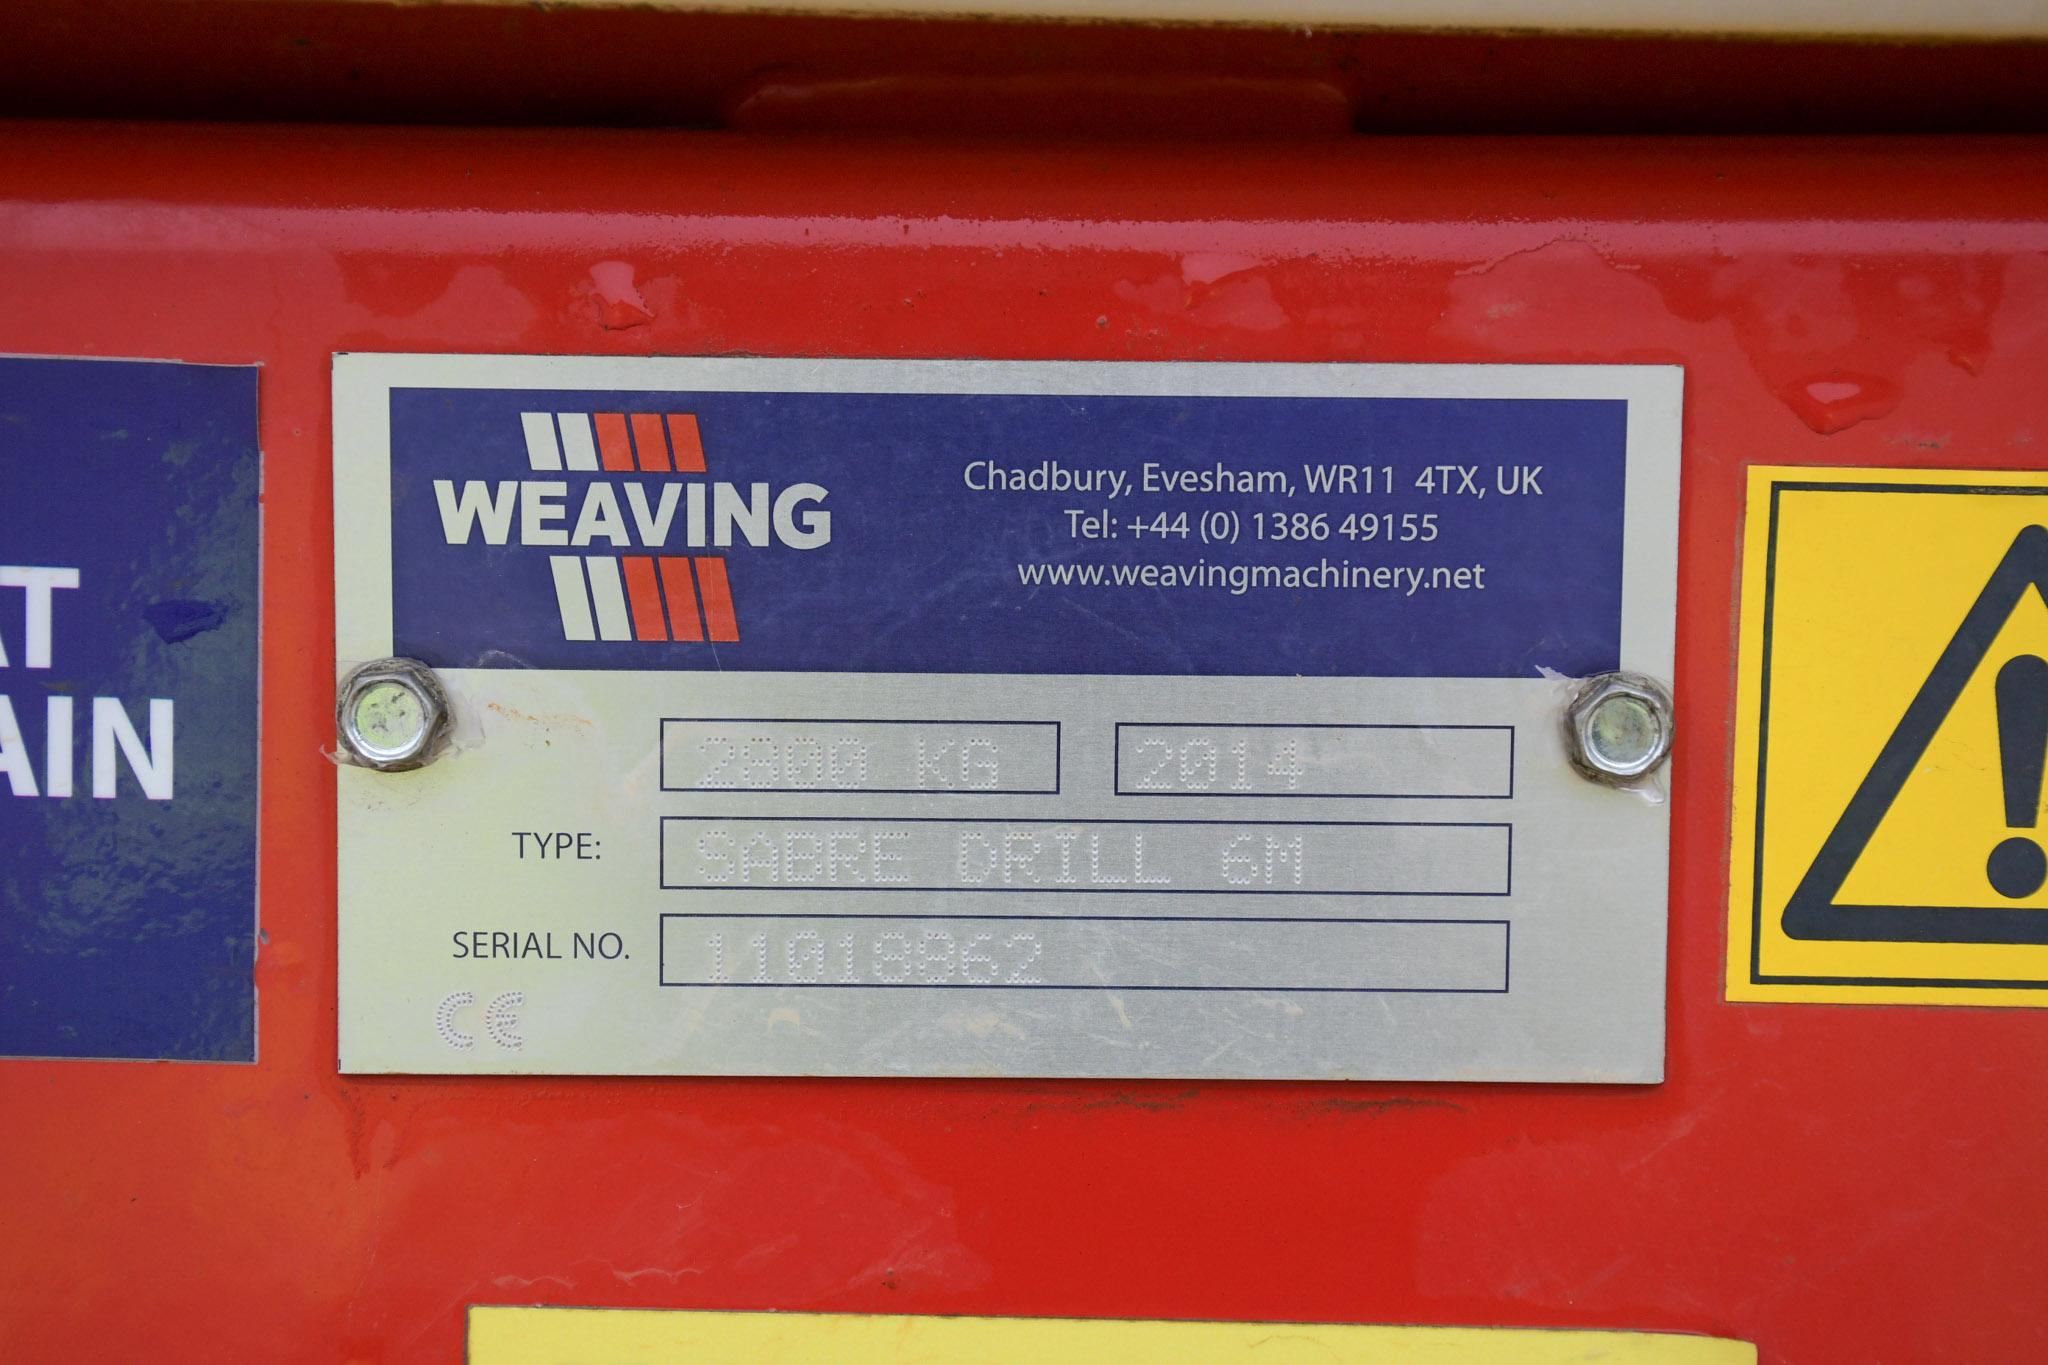 WEAVING
Chadbury, Evesham, WR11 4TX, UK
Tel: +44 (0) 1386 49155
www.weavingmachinery.net
2800 KG
2014
TYPE: SABRE DRILL 6M
SERIAL NO. 11018862
CE
AT
AIN